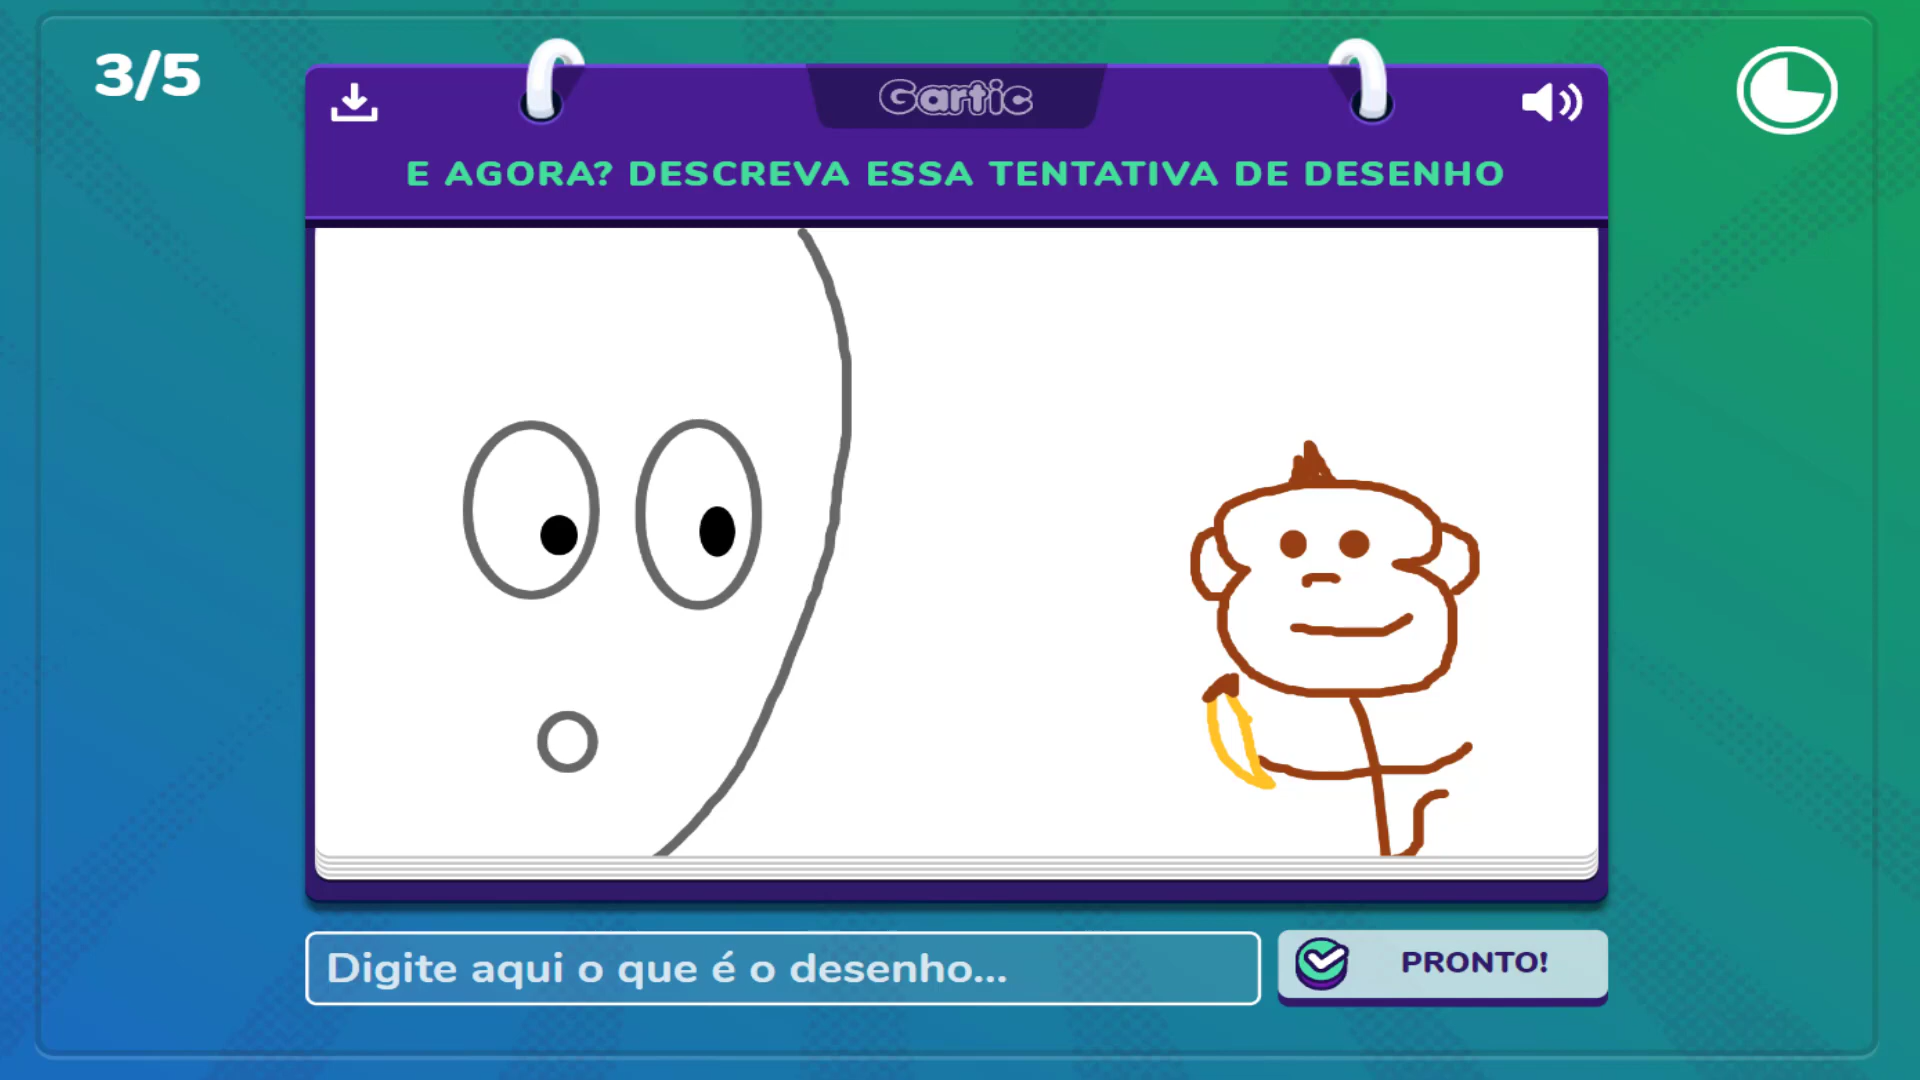 3/5
Gartic
E AGORA? DESCREVA ESSA TENTATIVA DE DESENHO
Digite aqui o que é o desenho...
PRONTO!